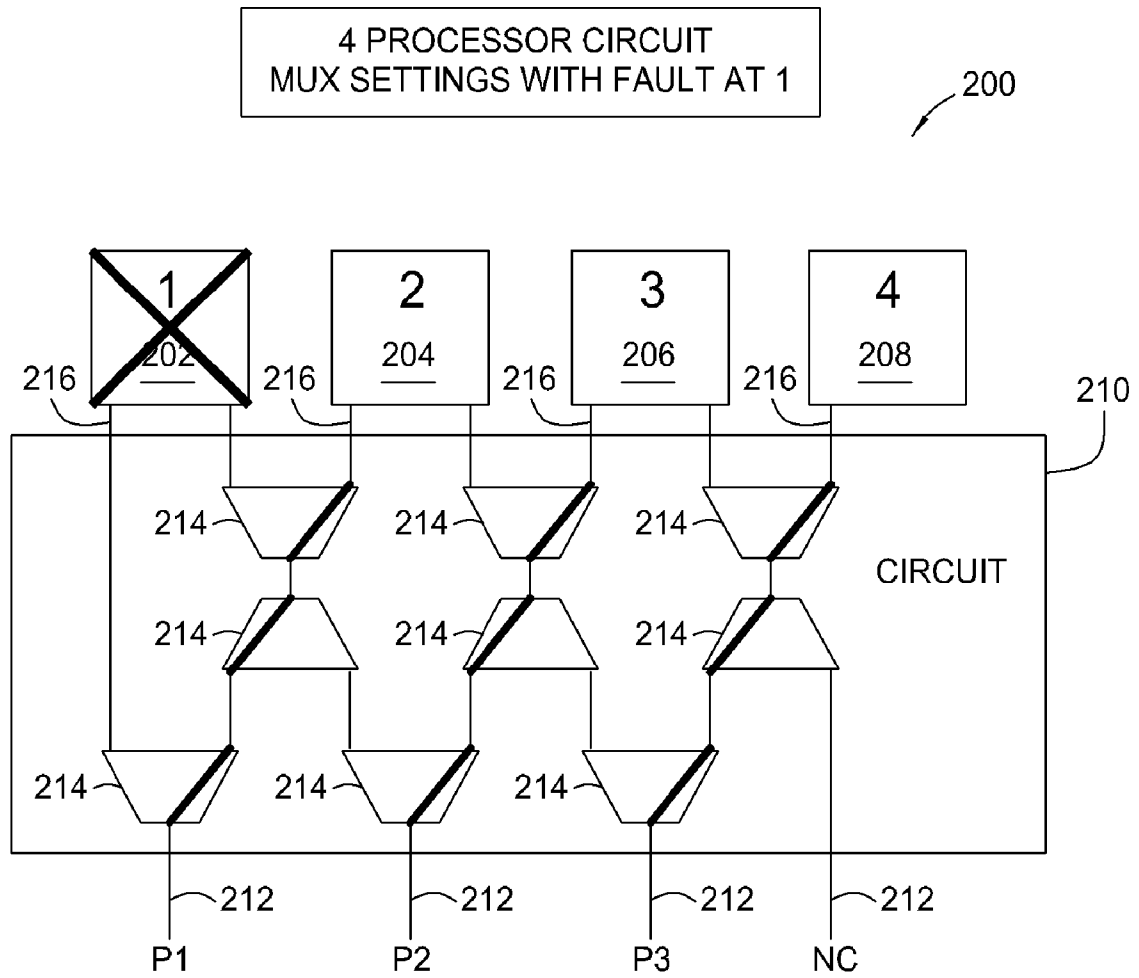 4 PROCESSOR CIRCUIT
MUX SETTINGS WITH FAULT AT 1
200
1 2 3 4
202 204 206 208
216 216 216 216 210
214 214 214
CIRCUIT
214 214 214
214 214 214
212 212 212 212
P1 P2 P3 NC